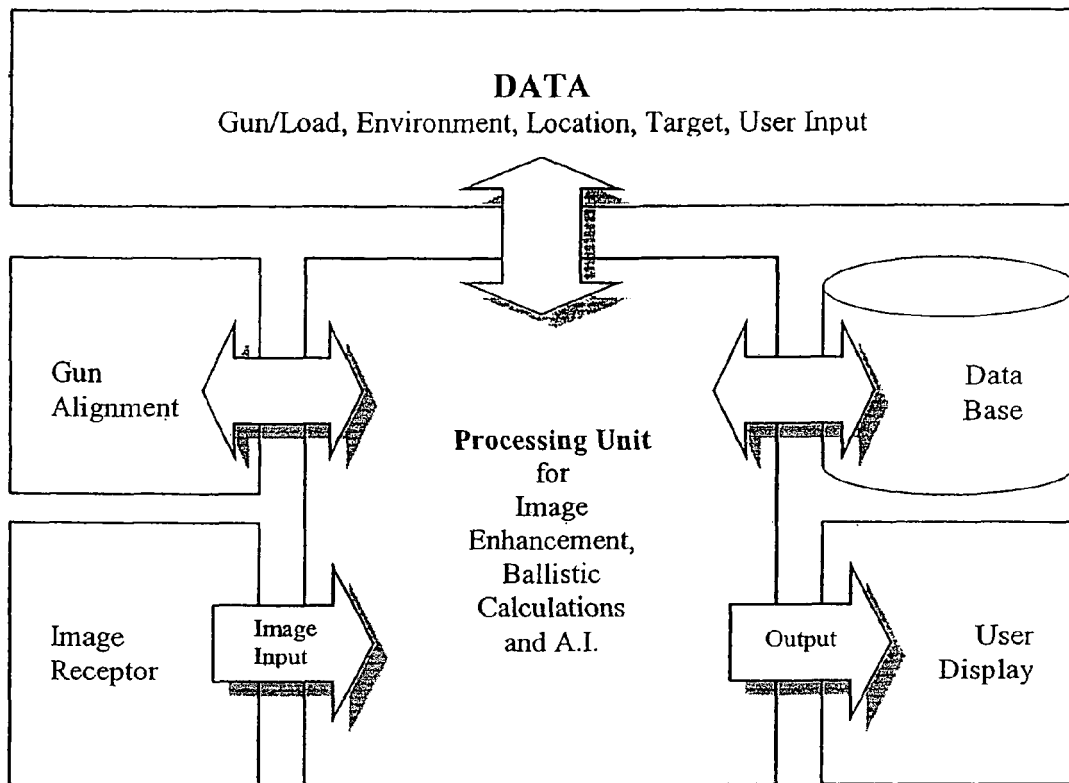 DATA
Gun/Load, Environment, Location, Target, User Input
Gun
Alignment
Data
Base
Processing Unit
for
Image
Enhancement,
Ballistic
Calculations
and A.I.
Image
Receptor
Image
Input
Output
User
Display